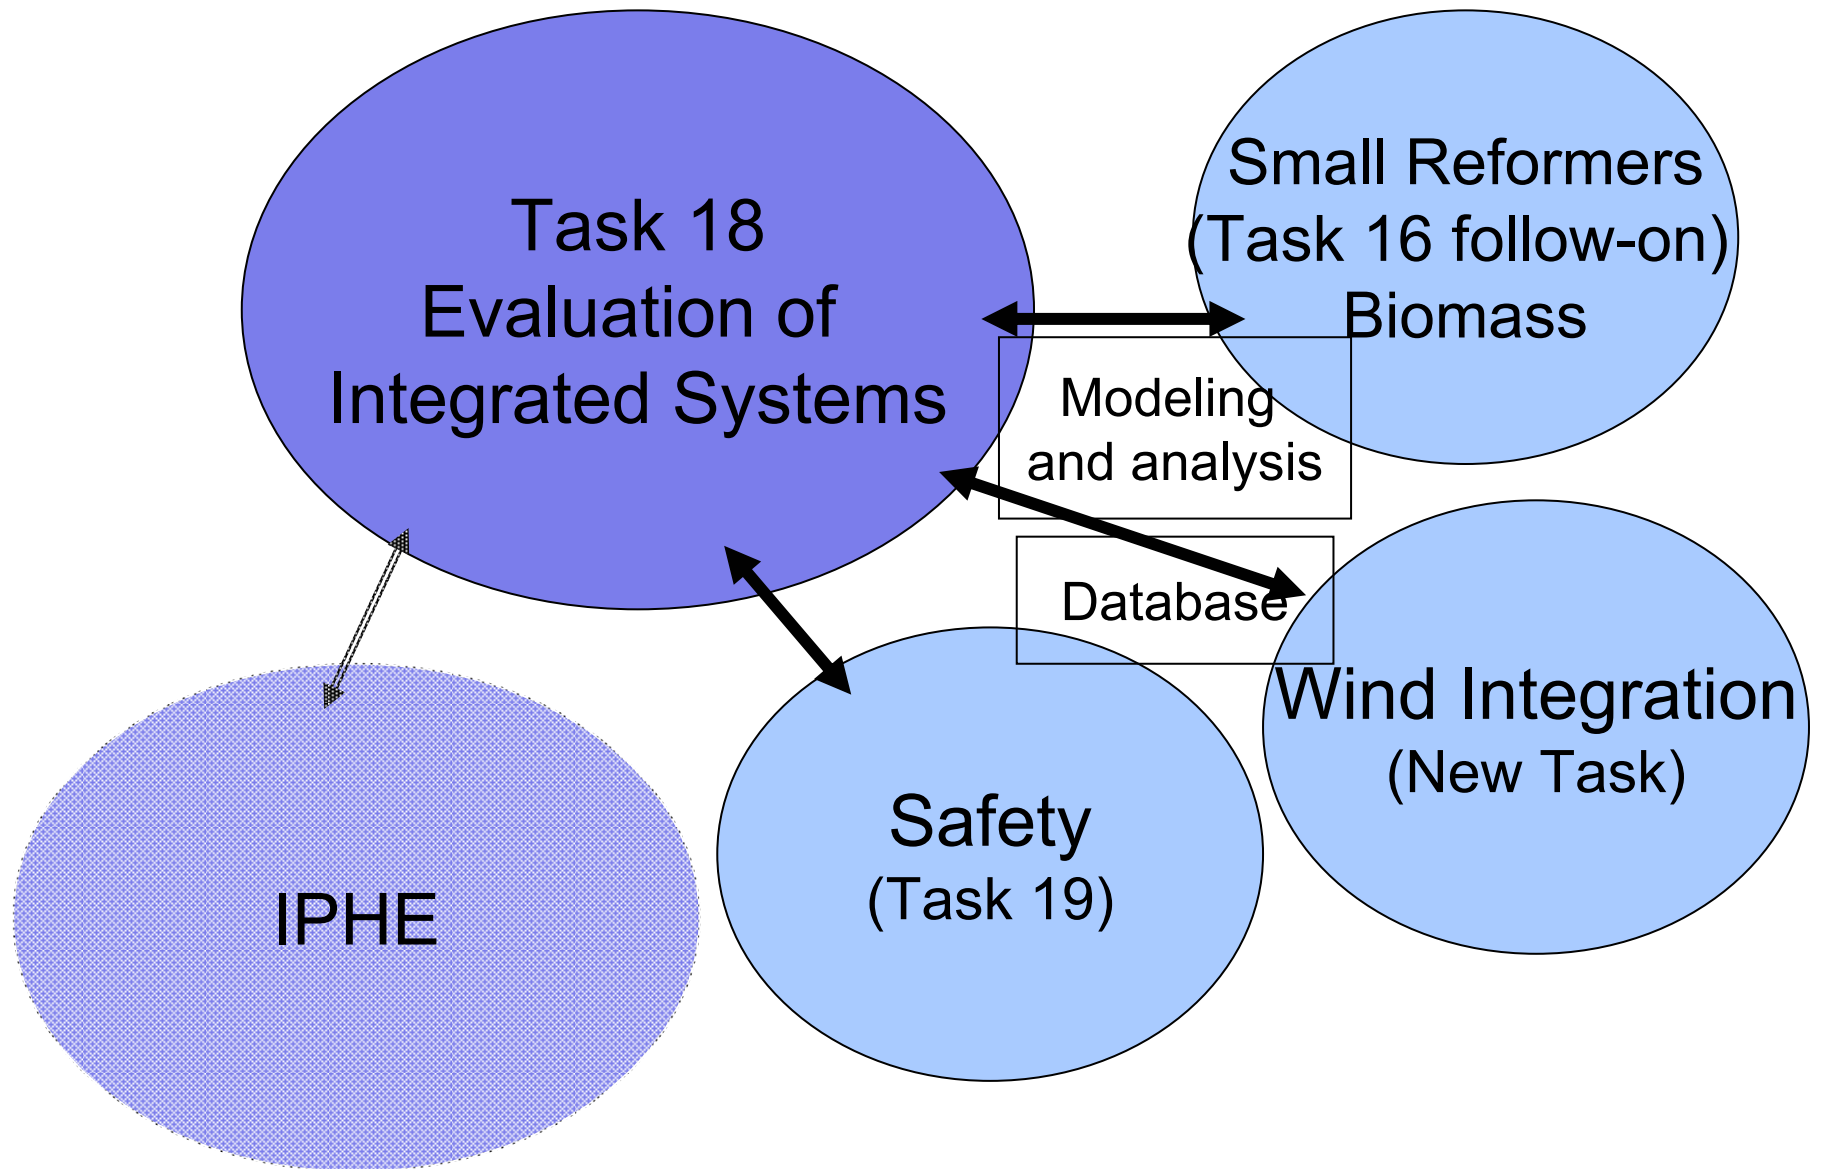 Task 18
Evaluation of
Integrated Systems
Small Reformers
(Task 16 follow-on)
Biomass
Modeling
and analysis
Database
Wind Integration
(New Task)
Safety
(Task 19)
IPHE